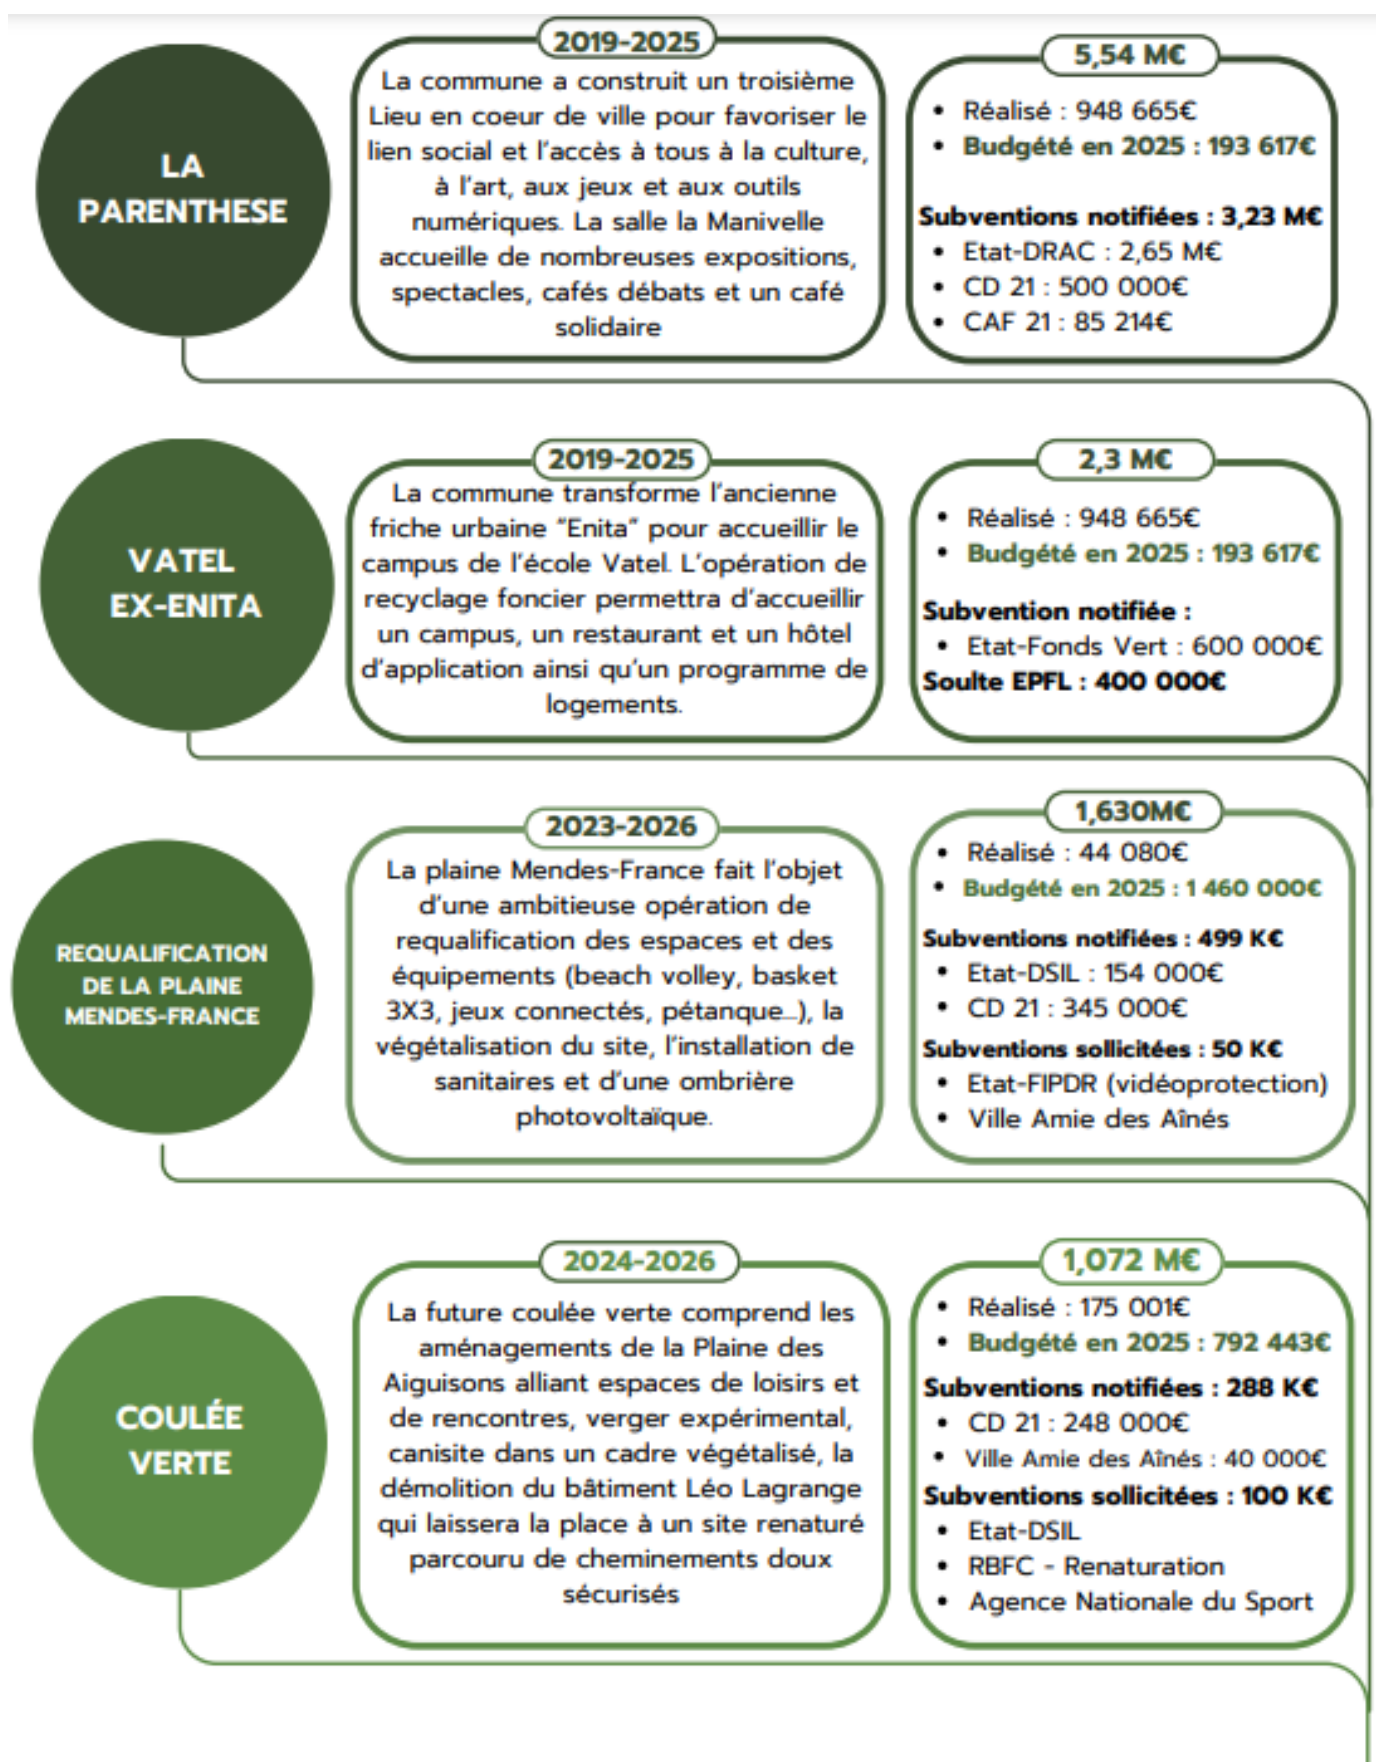 LA
PARENTHESE
2019-2025
La commune a construit un troisième
Lieu en coeur de ville pour favoriser le
lien social et l'accès à tous à la culture,
à l'art, aux jeux et aux outils
numériques. La salle la Manivelle
accueille de nombreuses expositions,
spectacles, cafés débats et un café
solidaire
5,54 M€
• Réalisé : 948 665€
• Budgété en 2025 : 193 617€
Subventions notifiées : 3,23 M€
• Etat-DRAC : 2,65 M€
• CD 21 : 500 000€
• CAF 21 : 85 214€
VATEL
EX-ENITA
2019-2025
La commune transforme l'ancienne
friche urbaine "Enita" pour accueillir le
campus de l'école Vatel. L'opération de
recyclage foncier permettra d'accueillir
un campus, un restaurant et un hôtel
d'application ainsi qu'un programme de
logements.
2,3 M€
• Réalisé : 948 665€
• Budgété en 2025 : 193 617€
Subvention notifiée :
• Etat-Fonds Vert : 600 000€
Soulte EPFL : 400 000€
REQUALIFICATION
DE LA PLAINE
MENDES-FRANCE
2023-2026
La plaine Mendes-France fait l'objet
d'une ambitieuse opération de
requalification des espaces et des
équipements (beach volley, basket
3X3, jeux connectés, pétanque...), la
végétalisation du site, l'installation de
sanitaires et d'une ombrière
photovoltaïque.
1,630M€
• Réalisé : 44 080€
• Budgété en 2025 : 1 460 000€
Subventions notifiées : 499 K€
• Etat-DSIL : 154 000€
• CD 21 : 345 000€
Subventions sollicitées : 50 K€
• Etat-FIPDR (vidéoprotection)
• Ville Amie des Aînés
COULÉE
VERTE
2024-2026
La future coulée verte comprend les
aménagements de la Plaine des
Aiguisons alliant espaces de loisirs et
de rencontres, verger expérimental,
canisite dans un cadre végétalisé, la
démolition du bâtiment Léo Lagrange
qui laissera la place à un site renaturé
parcouru de cheminements doux
sécurisés
1,072 M€
• Réalisé : 175 001€
• Budgété en 2025 : 792 443€
Subventions notifiées : 288 K€
• CD 21 : 248 000€
• Ville Amie des Aînés : 40 000€
Subventions sollicitées : 100 K€
• Etat-DSIL
• RBFC - Renaturation
• Agence Nationale du Sport